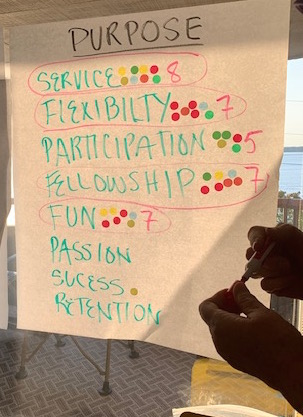 PURPOSE
SERVICE 8
FLEXIBILTY 7
PARTICIPATION 5
FELLOWSHIP 7
FUN 7
PASSION
SUCESS
RETENTION